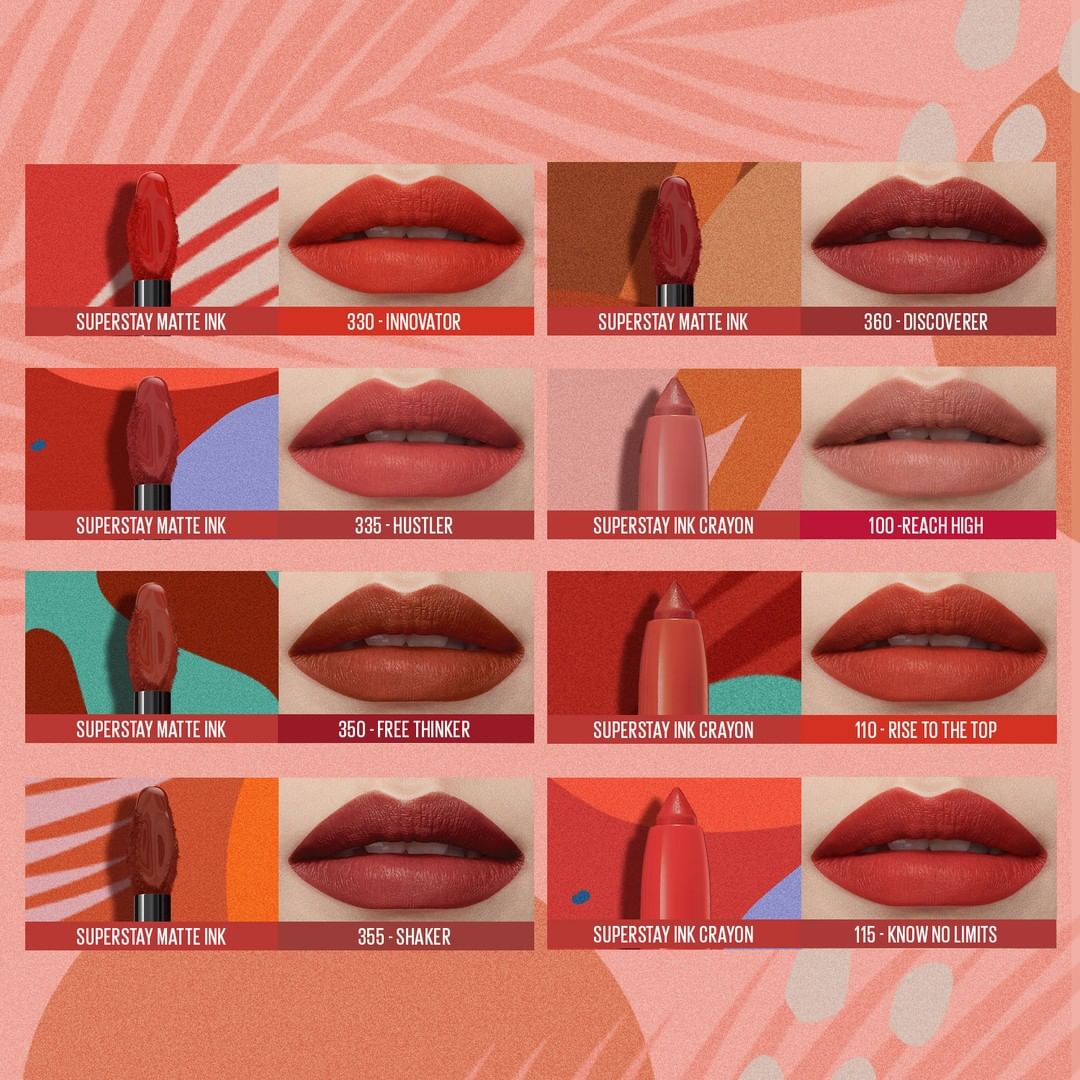 SUPERSTAY MATTE INK
330 - INNOVATOR
SUPERSTAY MATTE INK
360 - DISCOVERER
SUPERSTAY MATTE INK
335 - HUSTLER
SUPERSTAY INK CRAYON
100 -REACH HIGH
SUPERSTAY MATTE INK
350 - FREE THINKER
SUPERSTAY INK CRAYON
110 - RISE TO THE TOP
SUPERSTAY MATTE INK
355 - SHAKER
SUPERSTAY INK CRAYON
115 - KNOW NO LIMITS